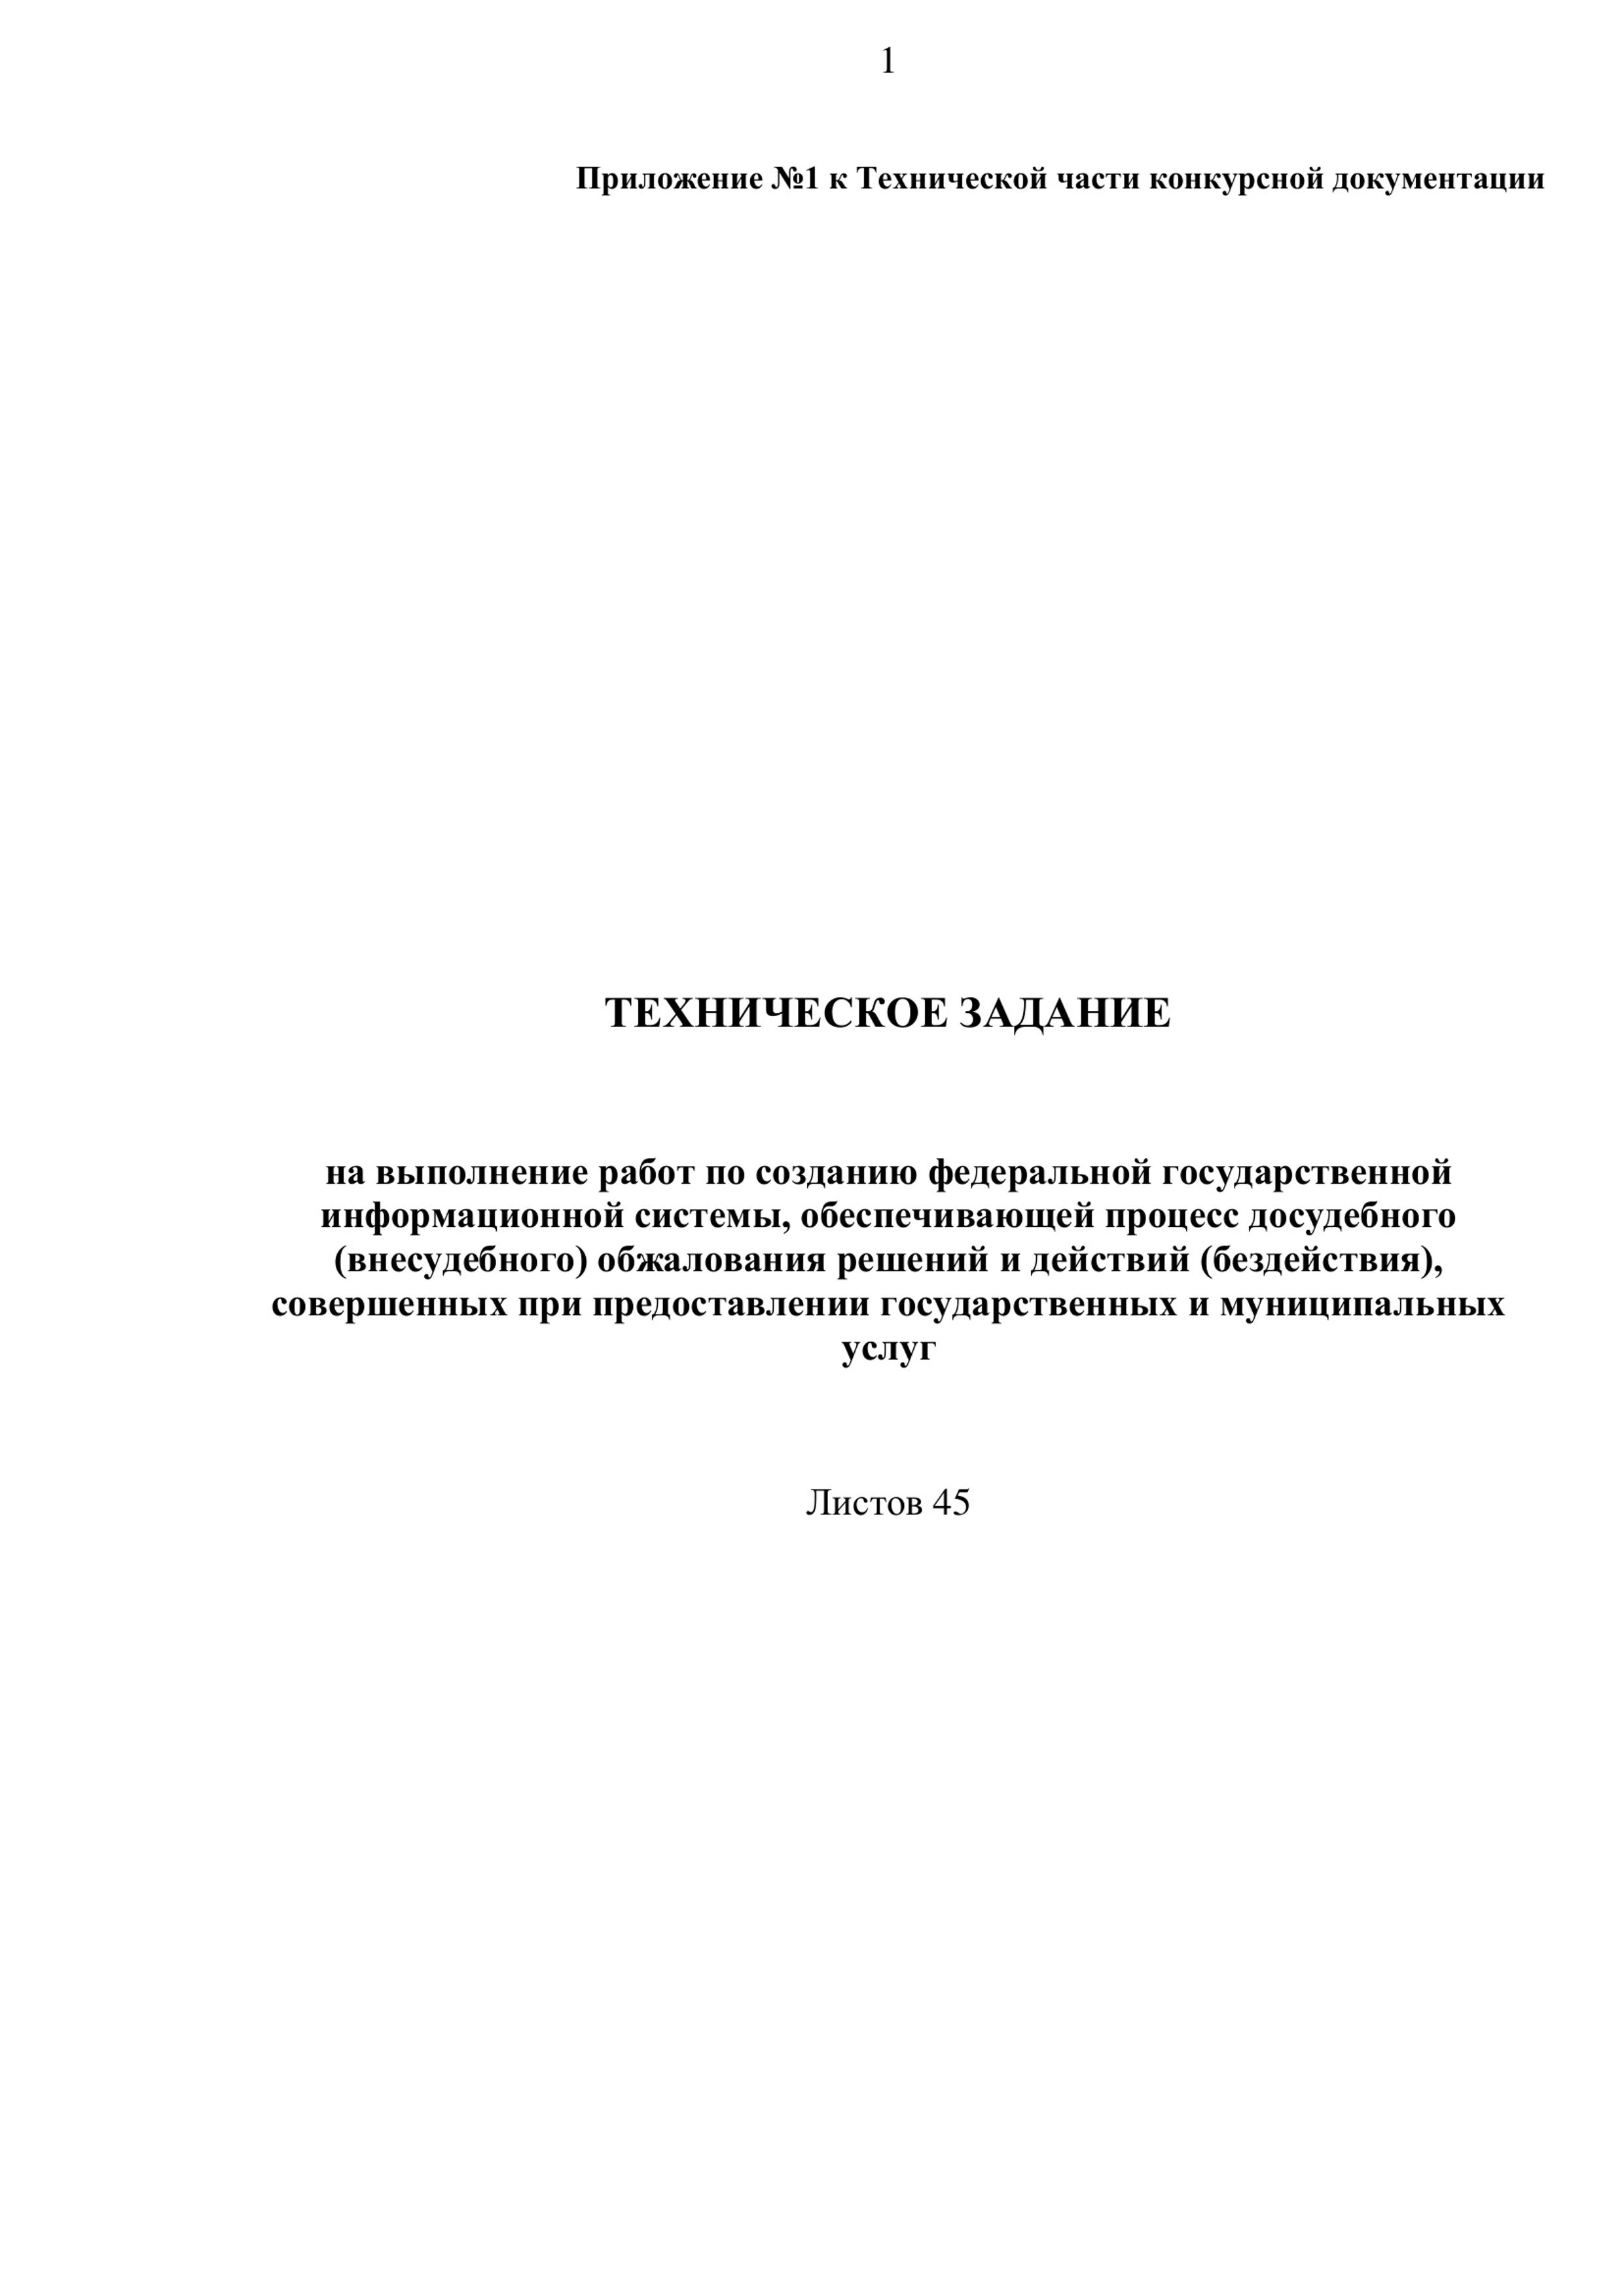 1
Приложение №1 к Технической части конкурсной документации
ТЕХНИЧЕСКОЕ ЗАДАНИЕ
на выполнение работ по созданию федеральной государственной
информационной системы, обеспечивающей процесс досудебного
(внесудебного) обжалования решений и действий (бездействия),
совершенных при предоставлении государственных и муниципальных
услуг
Листов 45